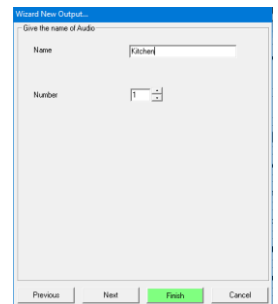 Wizard New Output...
Give the name of Audio
Name Kitchen
Number 1
Previous Next Finish Cancel